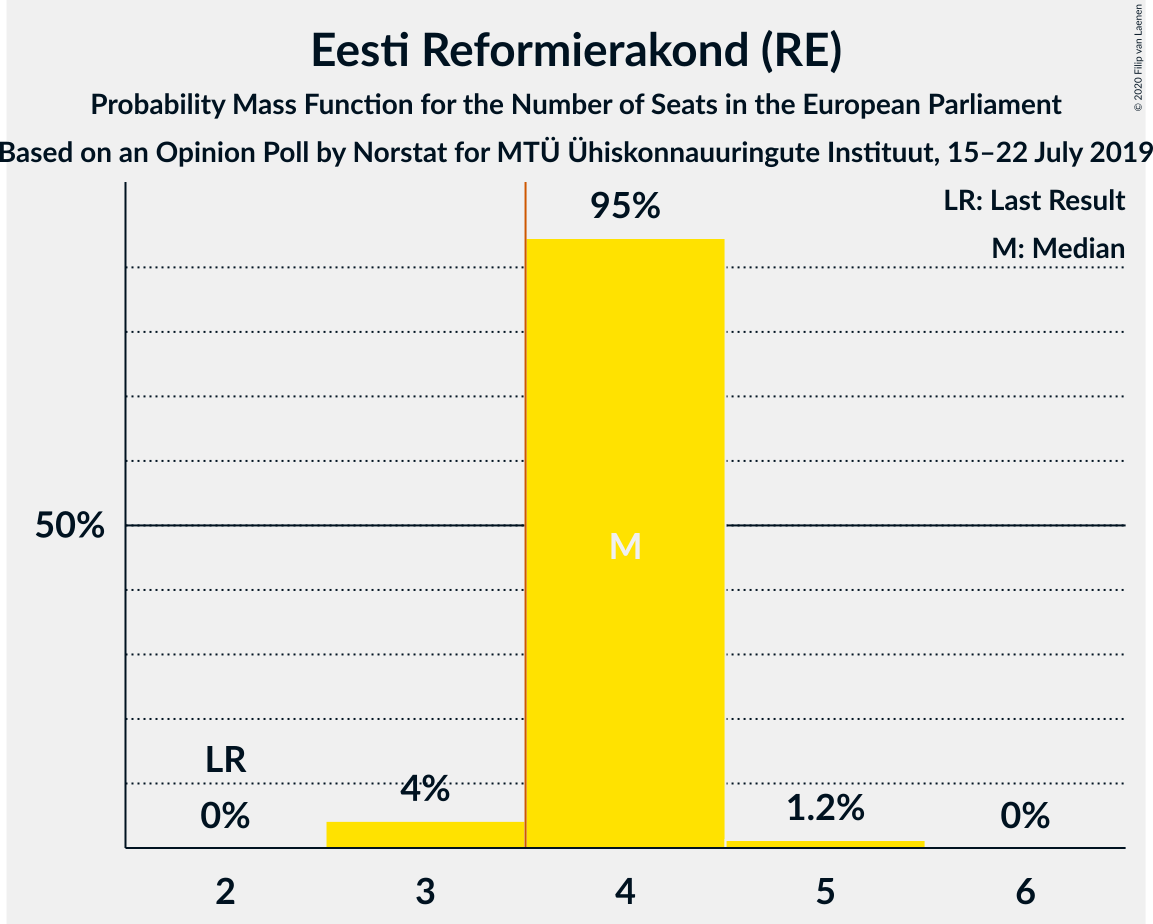 Eesti Reformierakond (RE)
Probability Mass Function for the Number of Seats in the European Parliament
Based on an Opinion Poll by Norstat for MTÜ Ühiskonnauuringute Instituut, 15–22 July 2019
© 2020 Filip van Laenen
LR: Last Result
M: Median
95%
50%
M
LR
0%
4%
1.2%
0%
2
3
4
5
6